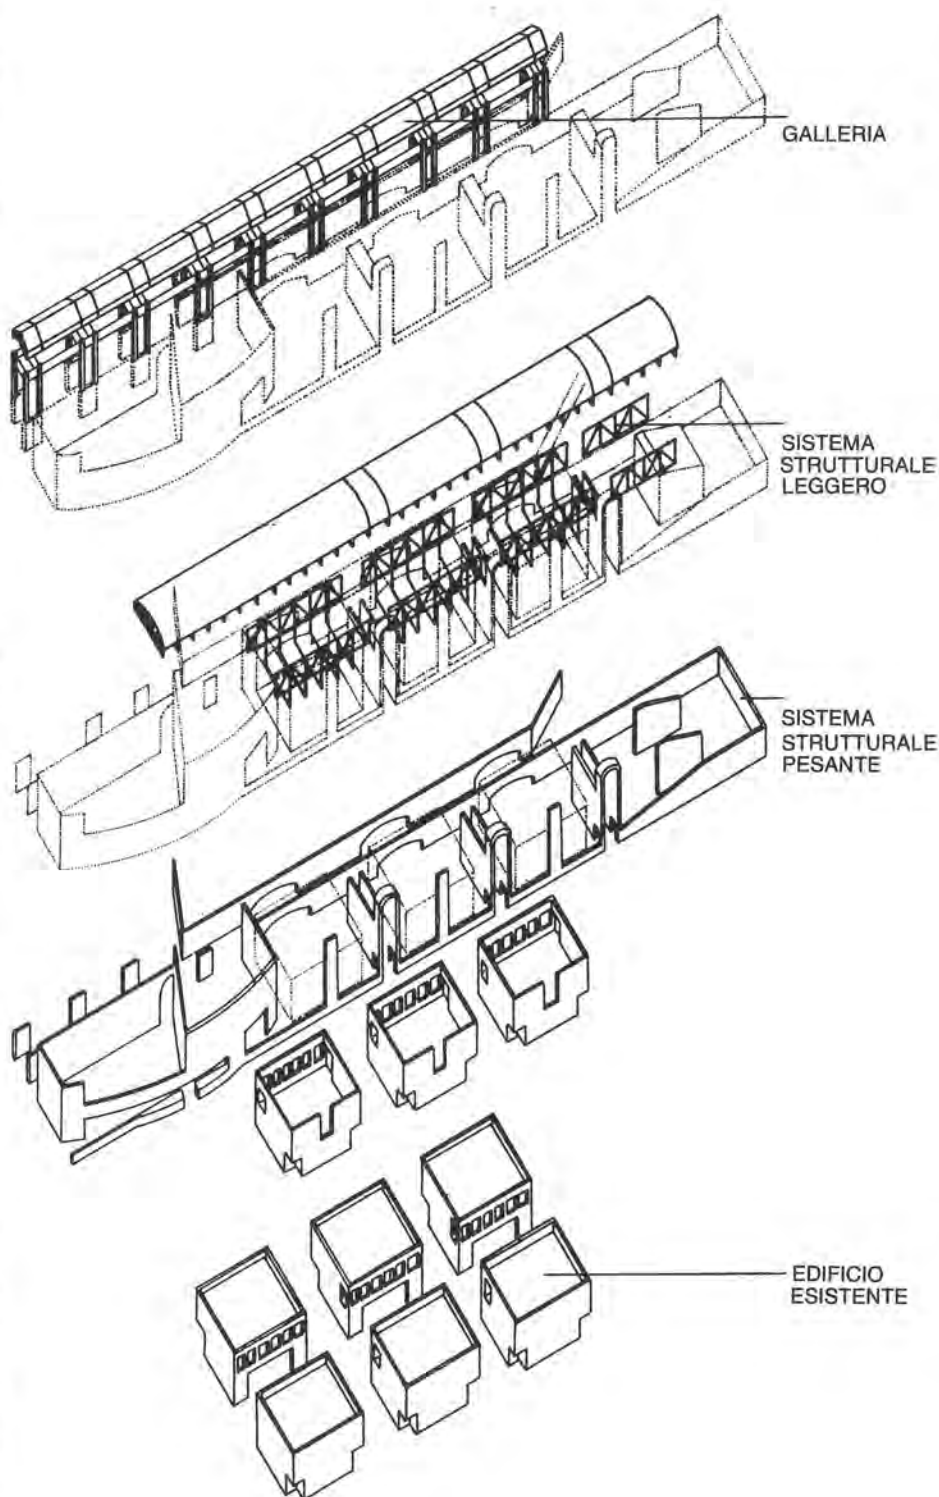 GALLERIA
SISTEMA
STRUTTURALE
LEGGERO
SISTEMA
STRUTTURALE
PESANTE
EDIFICIO
ESISTENTE